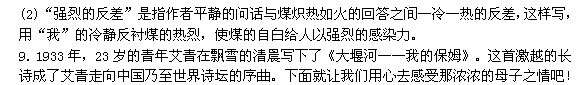 (2)“强烈的反差”是指作者平静的问话与煤炽热如火的回答之间一冷一热的反差,这样写,
用“我”的冷静反衬煤的热烈,使煤的自白给人以强烈的感染力。
9. 1933年,23岁的青年艾青在飘雪的清晨写下了《大堰河——我的保姆》。这首激越的长
诗成了艾青走向中国乃至世界诗坛的序曲。下面就让我们用心去感受那浓浓的母子之情吧!